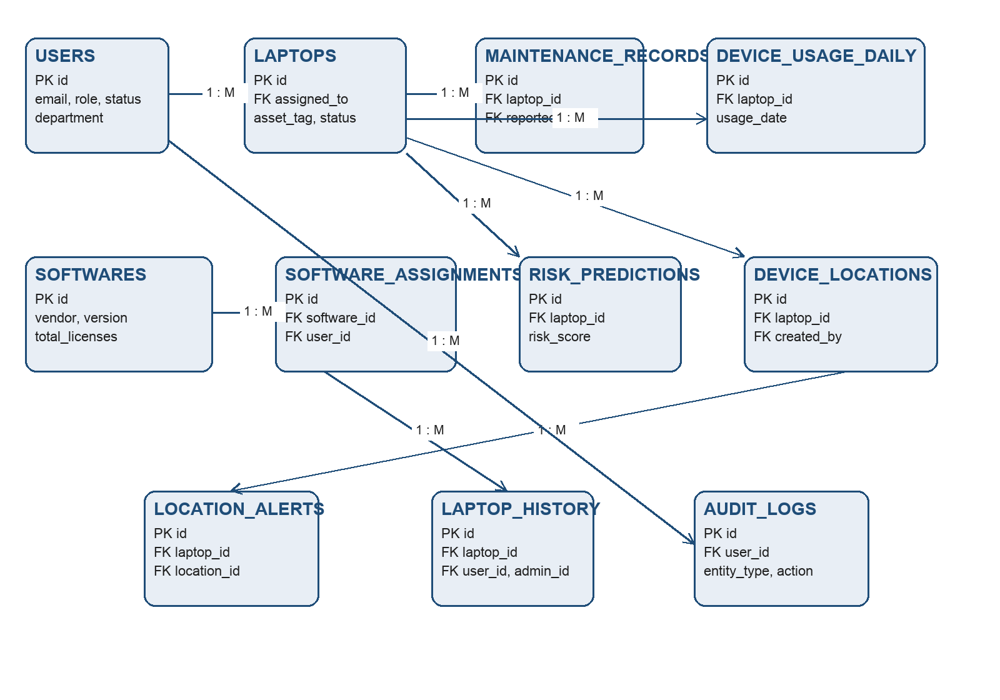 USERS
PK id
email, role, status
department
1 : M
LAPTOPS
PK id
FK assigned_to
asset_tag, status
1 : M
MAINTENANCE_RECORDS
PK id
FK laptop_id
FK reported
1 : M
DEVICE_USAGE_DAILY
PK id
FK laptop_id
usage_date
1 : M
1 : M
SOFTWARES
PK id
vendor, version
total_licenses
1 : M
SOFTWARE_ASSIGNMENTS
PK id
FK software_id
FK user_id
1 : M
RISK_PREDICTIONS
PK id
FK laptop_id
risk_score
DEVICE_LOCATIONS
PK id
FK laptop_id
FK created_by
1 : M
1 : M
LOCATION_ALERTS
PK id
FK laptop_id
FK location_id
LAPTOP_HISTORY
PK id
FK laptop_id
FK user_id, admin_id
AUDIT_LOGS
PK id
FK user_id
entity_type, action